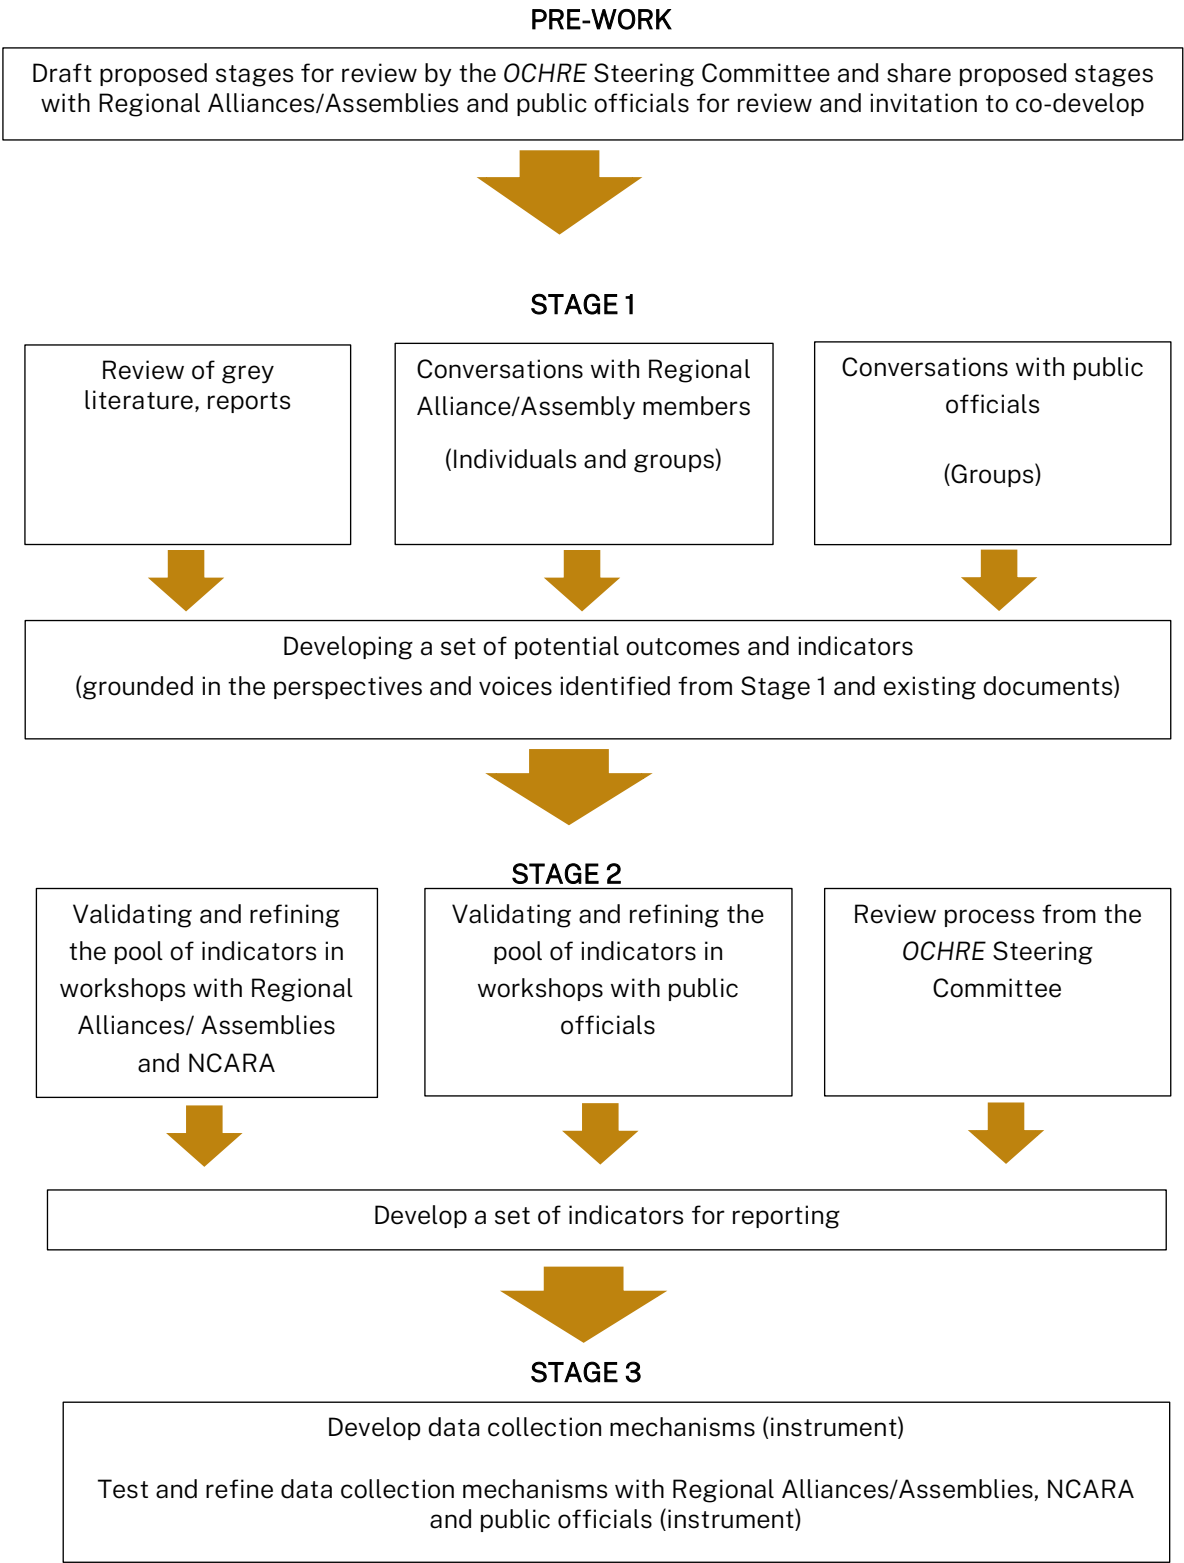 PRE-WORK
Draft proposed stages for review by the OCHRE Steering Committee and share proposed stages
with Regional Alliances/Assemblies and public officials for review and invitation to co-develop
STAGE 1
Review of grey
literature, reports
Conversations with Regional
Alliance/Assembly members
(Individuals and groups)
Conversations with public
officials
(Groups)
Developing a set of potential outcomes and indicators
(grounded in the perspectives and voices identified from Stage 1 and existing documents)
STAGE 2
Validating and refining
the pool of indicators in
workshops with Regional
Alliances/ Assemblies
and NCARA
Validating and refining the
pool of indicators in
workshops with public
officials
Review process from the
OCHRE Steering
Committee
Develop a set of indicators for reporting
STAGE 3
Develop data collection mechanisms (instrument)
Test and refine data collection mechanisms with Regional Alliances/Assemblies, NCARA
and public officials (instrument)